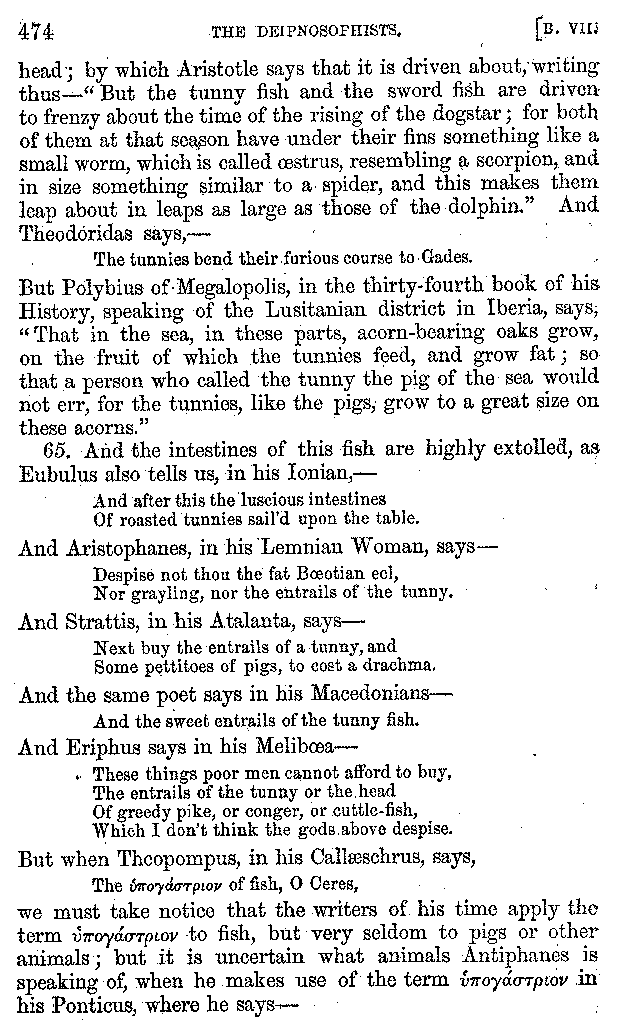 474 THE DEIPNOSOPHISTS. [B. VII.
head; by which Aristotle says that it is driven about, writing
thus—“ But the tunny fish and the sword fish are driven
to frenzy about the time of the rising of the dogstar; for both
of them at that season have under their fins something like a
small worm, which is called œstrus, resembling a scorpion, and
in size something similar to a spider, and this makes them
leap about in leaps as large as those of the dolphin.” And
Theodóridas says,—
The tunnies bend their furious course to Gades.
But Polybius of Megalopolis, in the thirty-fourth book of his
History, speaking of the Lusitanian district in Iberia, says,
“ That in the sea, in these parts, acorn-bearing oaks grow,
on the fruit of which the tunnies feed, and grow fat; so
that a person who called the tunny the pig of the sea would
not err, for the tunnies, like the pigs, grow to a great size on
these acorns.”
65. And the intestines of this fish are highly extolled, as
Eubulus also tells us, in his Ionian,—
And after this the luscious intestines
Of roasted tunnies sail’d upon the table.
And Aristophanes, in his Lemnian Woman, says—
Despise not thou the fat Bœotian eel,
Nor grayling, nor the entrails of the tunny.
And Strattis, in his Atalanta, says—
Next buy the entrails of a tunny, and
Some pettitoes of pigs, to cost a drachma.
And the same poet says in his Macedonians—
And the sweet entrails of the tunny fish.
And Eriphus says in his Melibœa—
These things poor men cannot afford to buy,
The entrails of the tunny or the head
Of greedy pike, or conger, or cuttle-fish,
Which I don’t think the gods above despise.
But when Theopompus, in his Callæschrus, says,
The ὑπογάστριον of fish, O Ceres,
we must take notice that the writers of his time apply the
term ὑπογάστριον to fish, but very seldom to pigs or other
animals; but it is uncertain what animals Antiphanes is
speaking of, when he makes use of the term ὑπογάστριον in
his Ponticus, where he says—